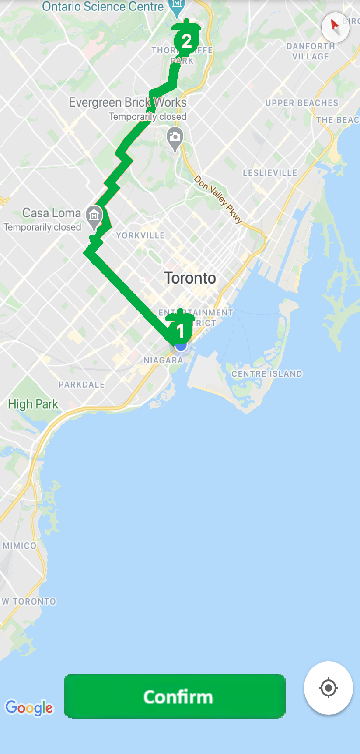 Ontario Science Centre
2
THORNCLIFFE
PARK
DANFORTH
VILLAGE
Evergreen Brick Works
Temporarily closed
UPPER BEACHES
THE BEAC
LESLIEVILLE
Don Valley Pkwy
Casa Loma
Temporarily closed
YORKVILLE
Toronto
ENTERTAINMENT
DISTRICT
1
NIAGARA
CENTRE ISLAND
PARKDALE
High Park
MIMICO
W TORONTO
Google
Confirm